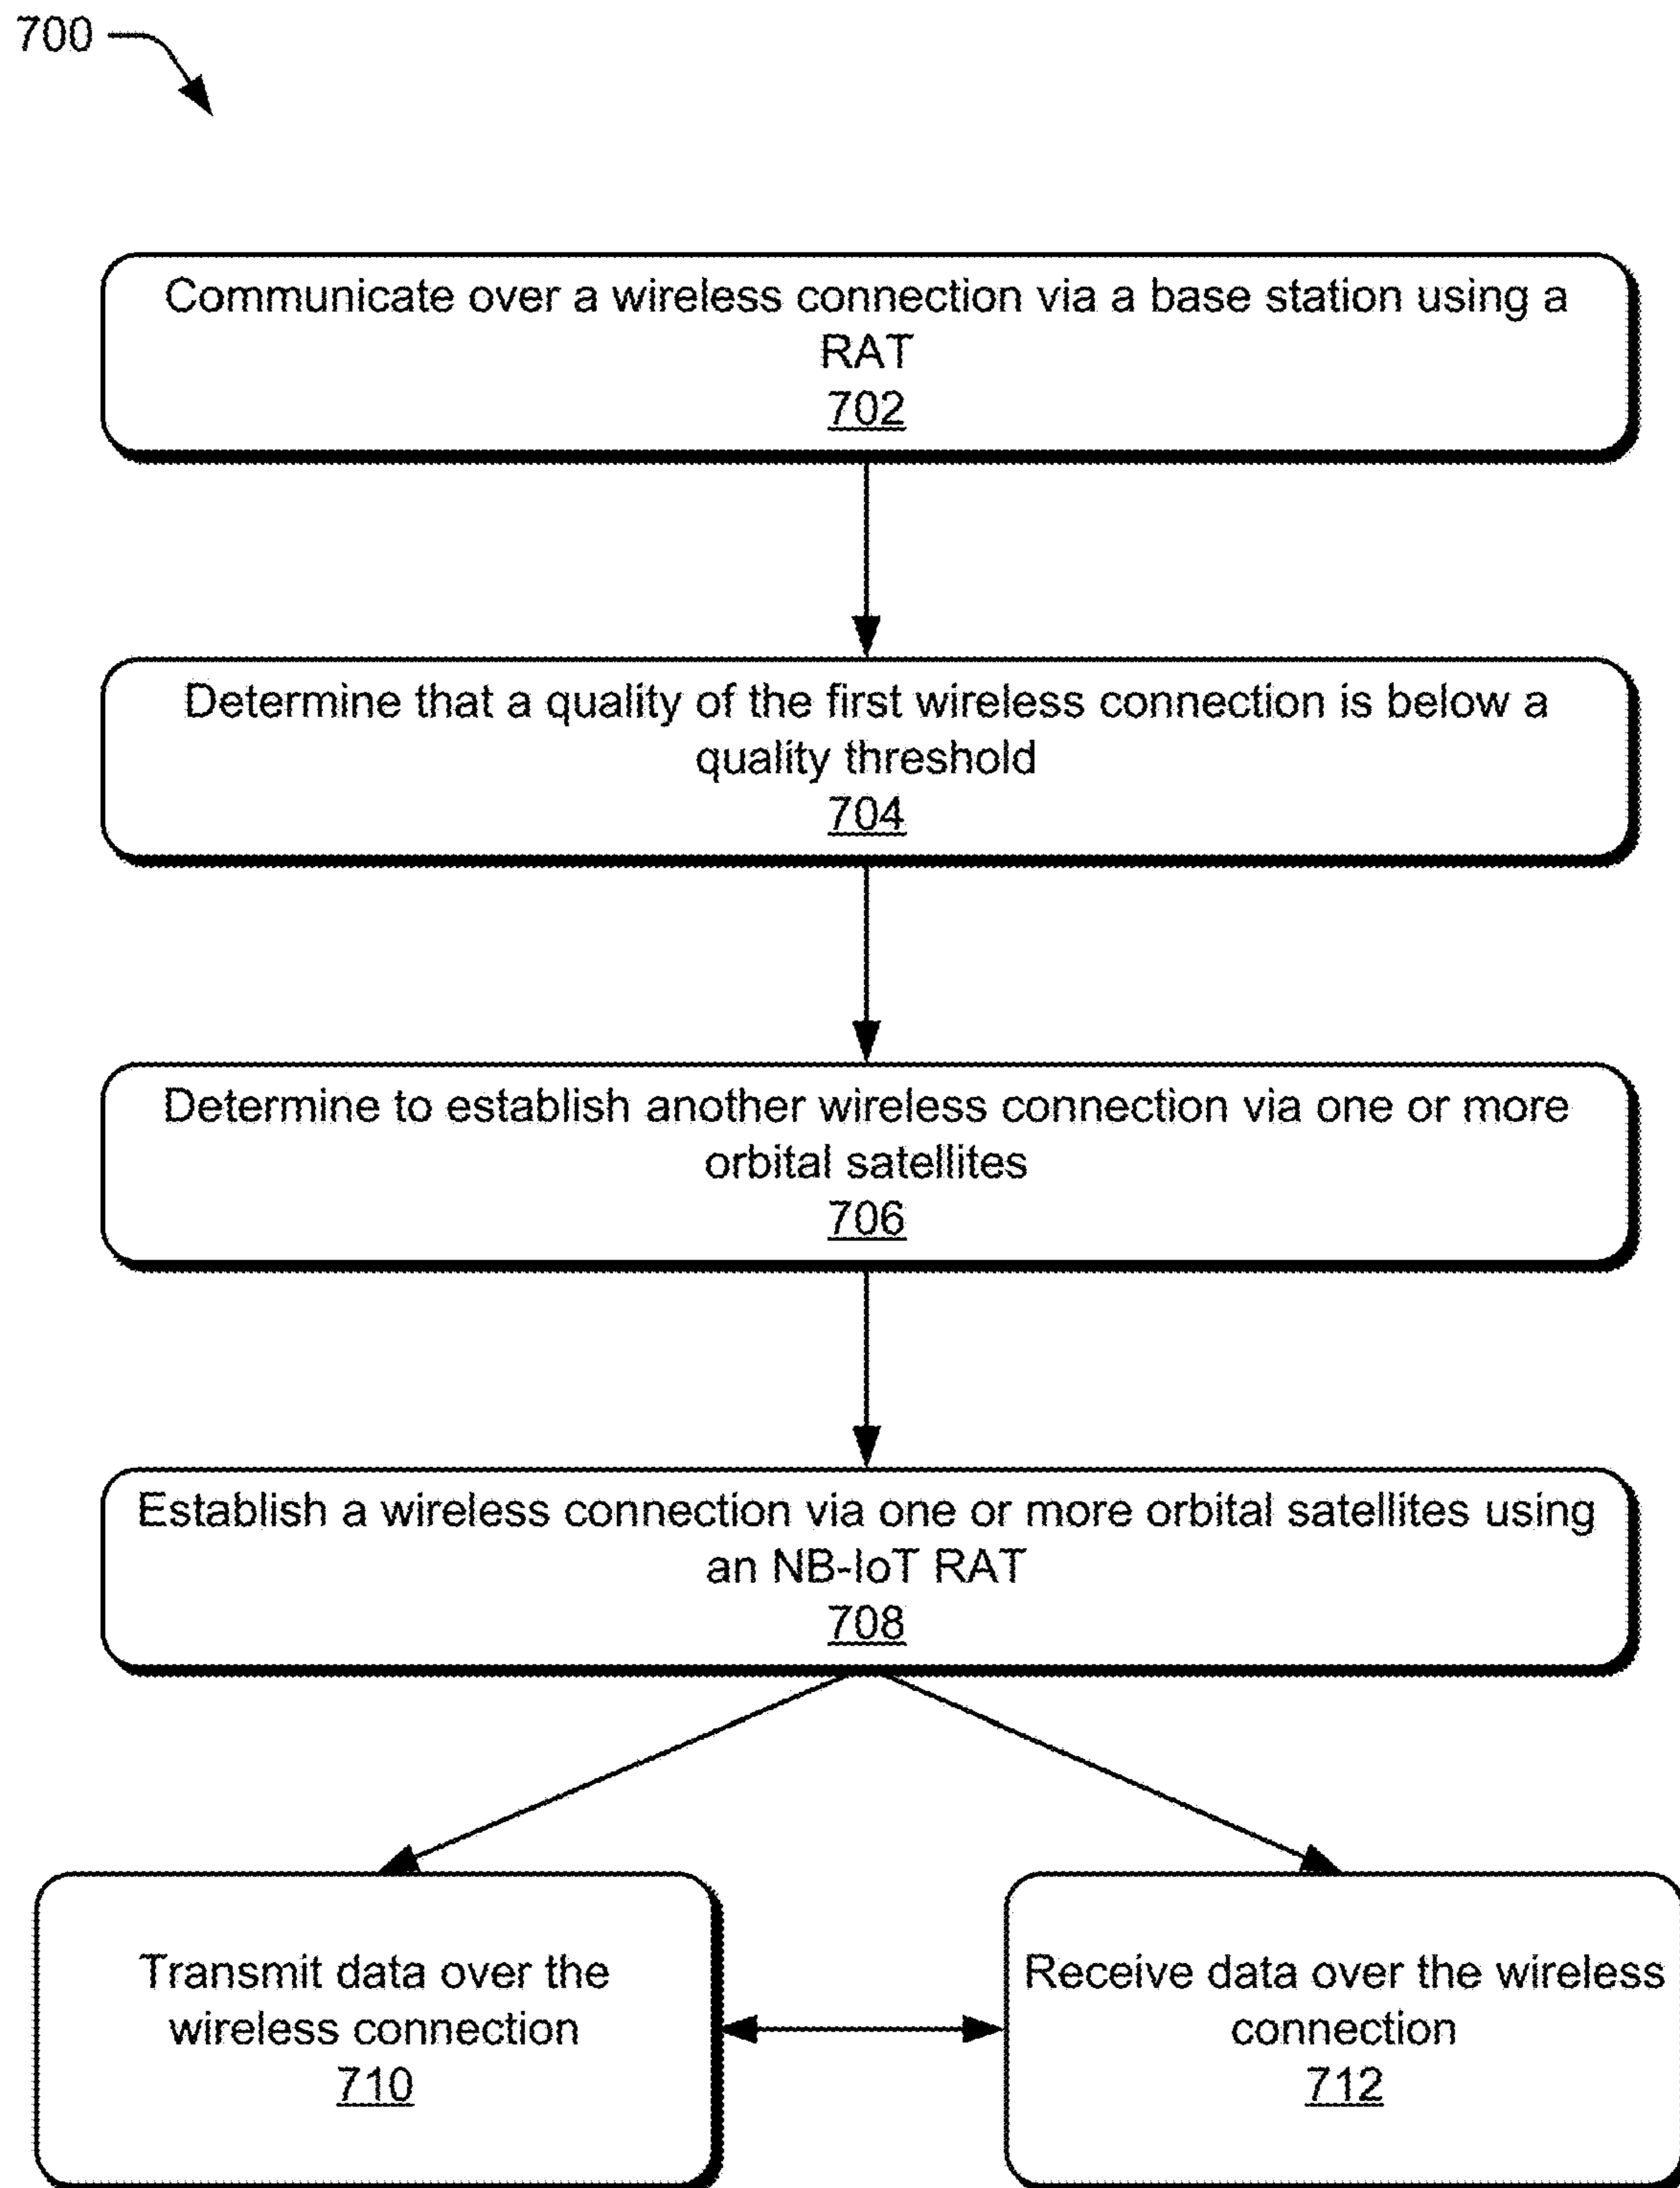 700
Communicate over a wireless connection via a base station using a
RAT
702
Determine that a quality of the first wireless connection is below a
quality threshold
704
Determine to establish another wireless connection via one or more
orbital satellites
706
Establish a wireless connection via one or more orbital satellites using
an NB-IoT RAT
708
Transmit data over the
wireless connection
710
Receive data over the wireless
connection
712